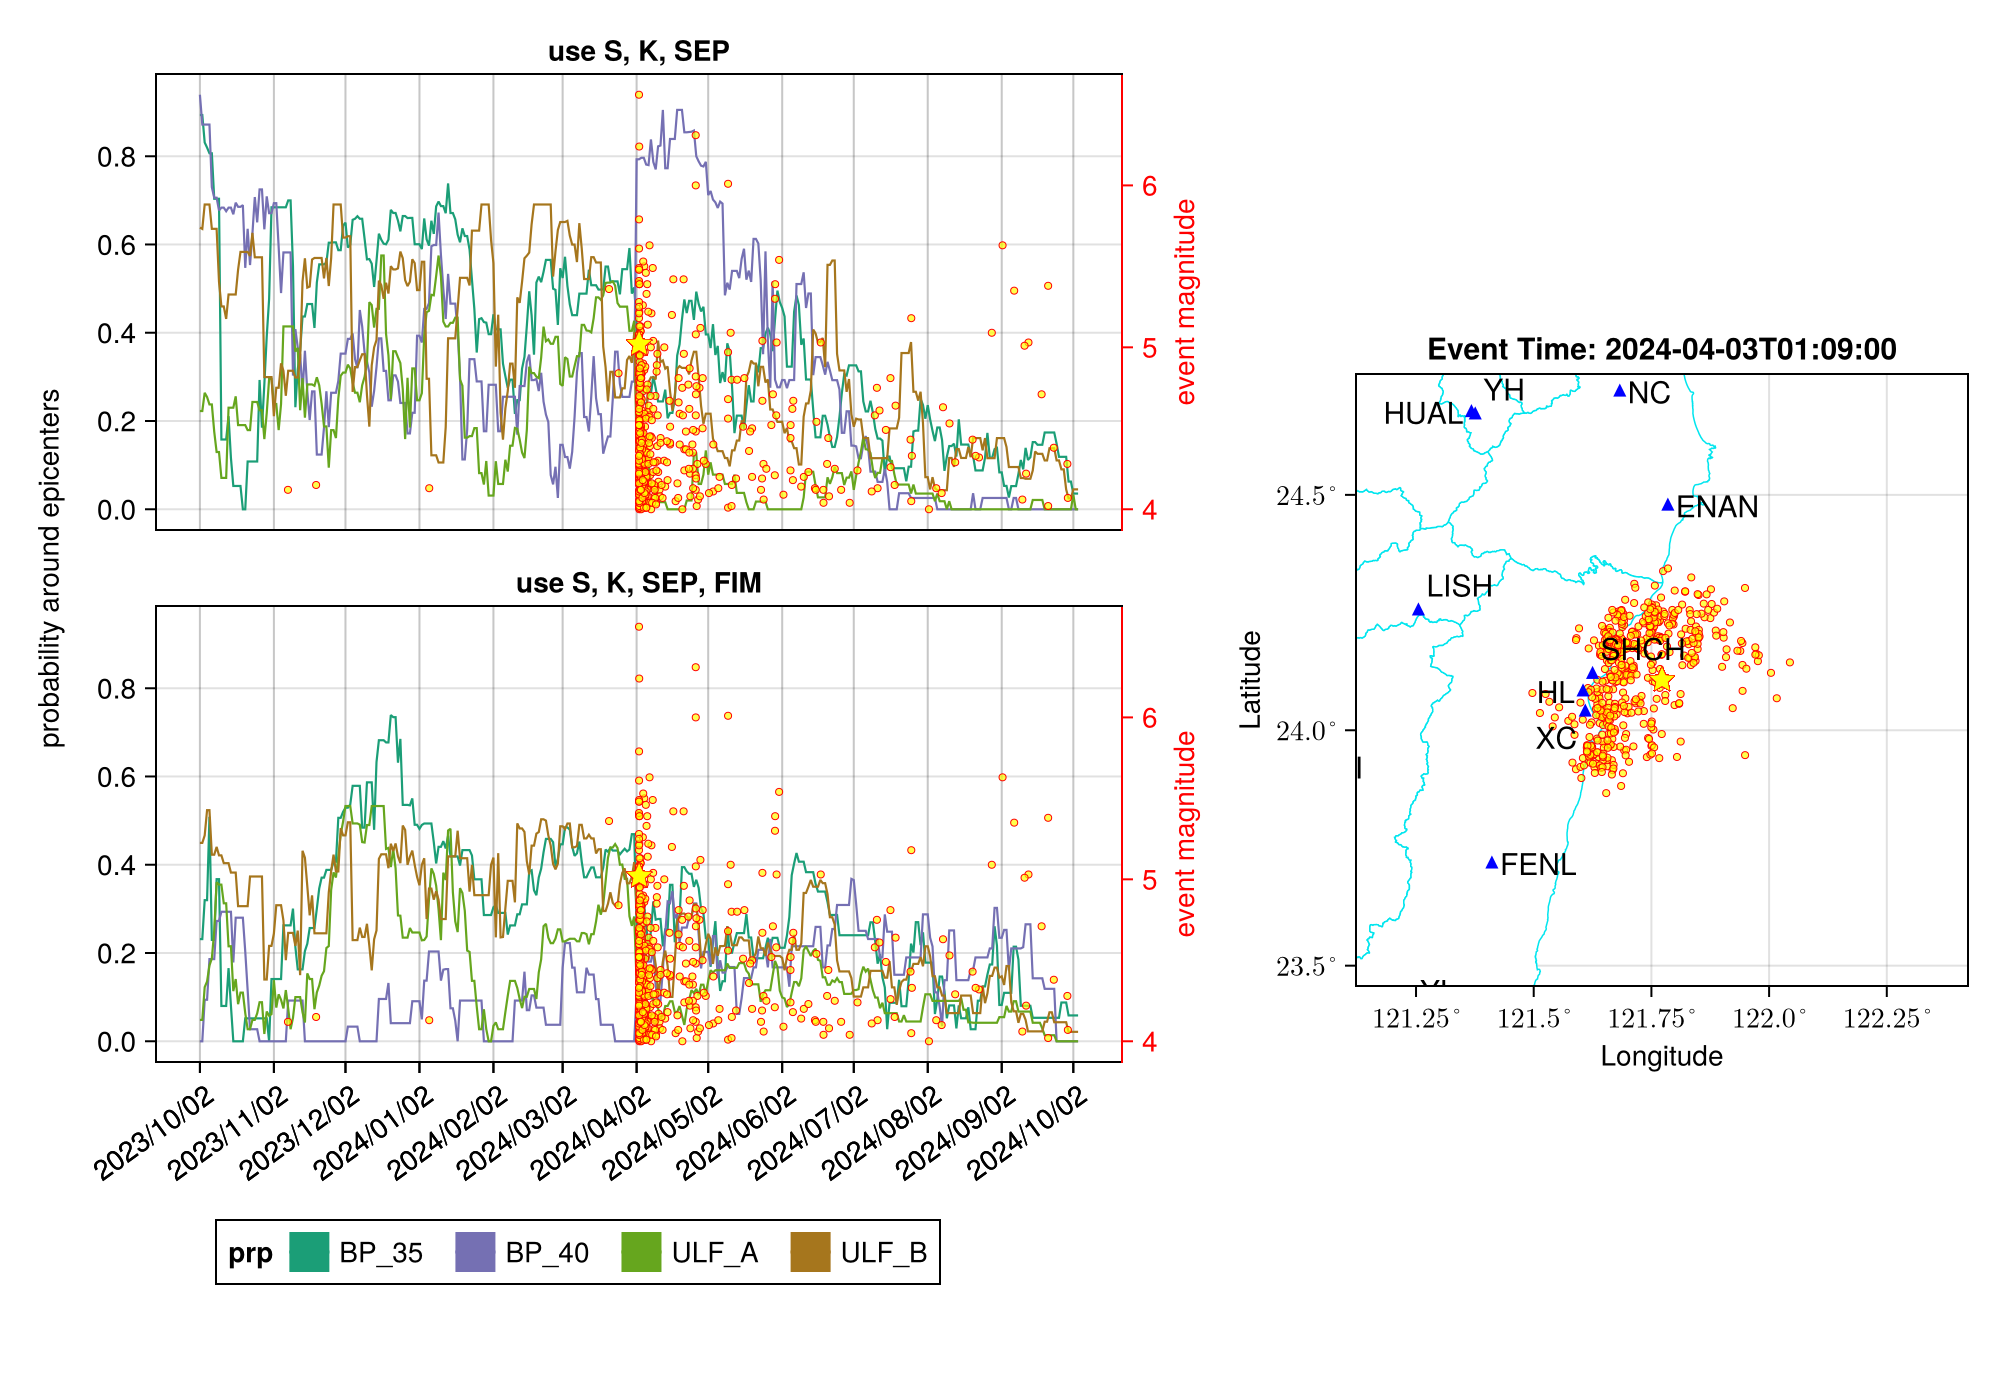 use S, K, SEP
0.8
0.6
0.4
0.2
0.0
6
5
4
event magnitude
probability around epicenters
use S, K, SEP, FIM
0.8
0.6
0.4
0.2
0.0
6
5
4
event magnitude
2023/10/02
2023/11/02
2023/12/02
2024/01/02
2024/02/02
2024/03/02
2024/04/02
2024/05/02
2024/06/02
2024/07/02
2024/08/02
2024/09/02
2024/10/02
prp BP_35 BP_40 ULF_A ULF_B
Event Time: 2024-04-03T01:09:00
YH
NC
HUAL
ENAN
LISH
SHCH
HL
XC
FENL
24.5°
24.0°
23.5°
Latitude
121.25° 121.5° 121.75° 122.0° 122.25°
Longitude